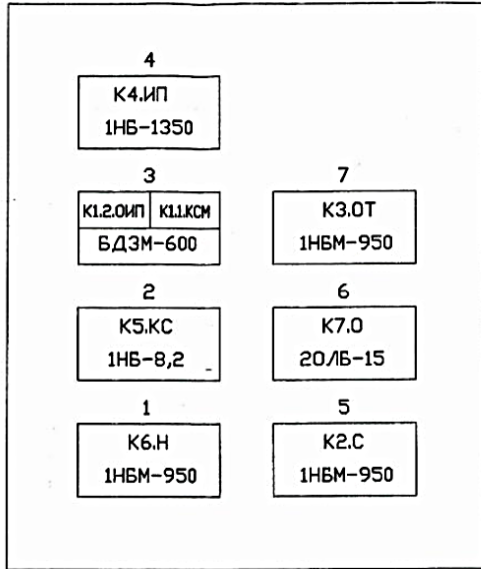 4
К4.ИП
1НБ-1350
3
К1.2.ОИП К1.1.КСМ
БДЗМ-600
7
К3.ОТ
1НБМ-950
2
К5.КС
1НБ-8,2
6
К7.О
20ЛБ-15
1
К6.Н
1НБМ-950
5
К2.С
1НБМ-950